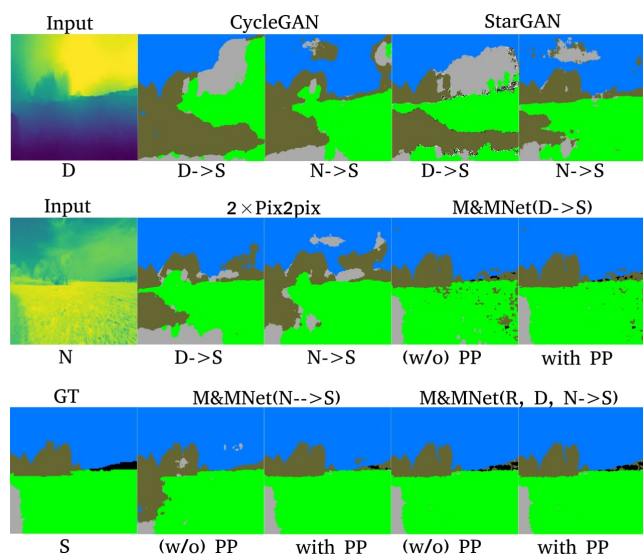 Input CycleGAN StarGAN
D D->S N->S D->S N->S
Input 2×Pix2pix M&MNet(D->S)
N D->S N->S (w/o) PP with PP
GT M&MNet(N-->S) M&MNet(R, D, N->S)
S (w/o) PP with PP (w/o) PP with PP